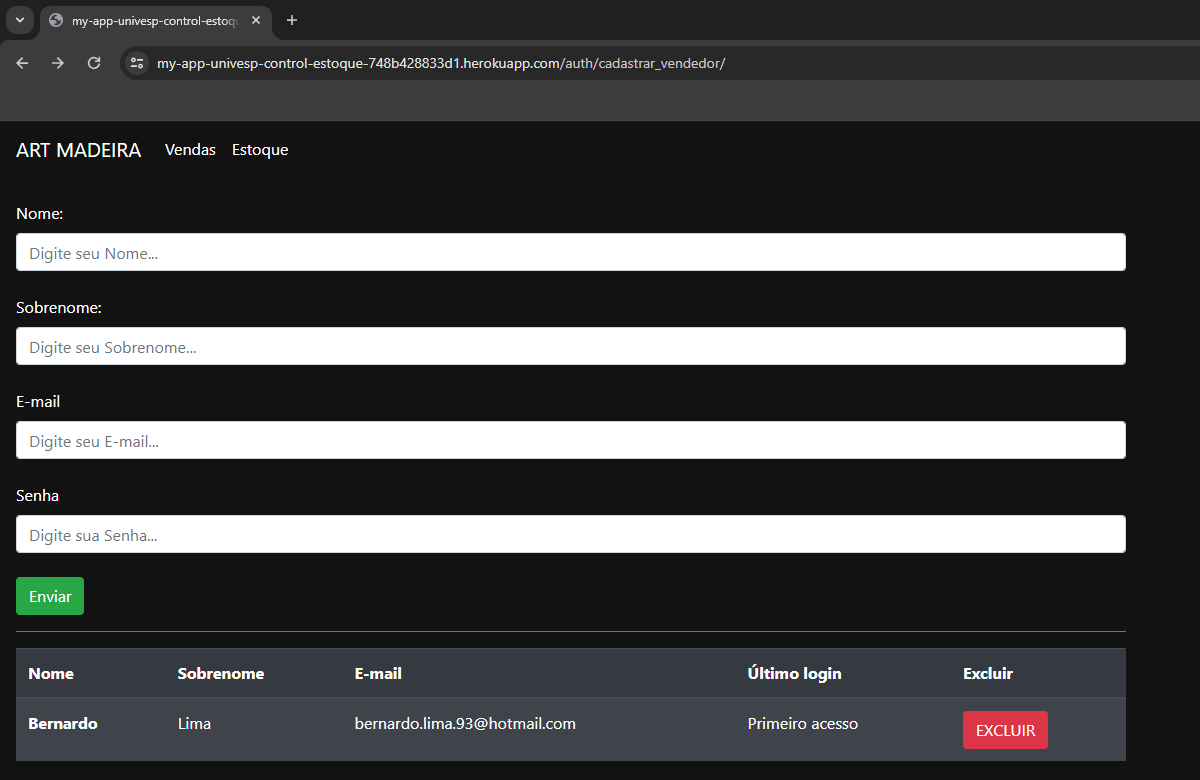 my-app-univesp-control-estoqu
my-app-univesp-control-estoque-748b428833d1.herokuapp.com/auth/cadastrar_vendedor/
ART MADEIRA Vendas Estoque
Nome:
Digite seu Nome...
Sobrenome:
Digite seu Sobrenome...
E-mail
Digite seu E-mail...
Senha
Digite sua Senha...
Enviar
Nome Sobrenome E-mail Último login Excluir
Bernardo Lima bernardo.lima.93@hotmail.com Primeiro acesso EXCLUIR